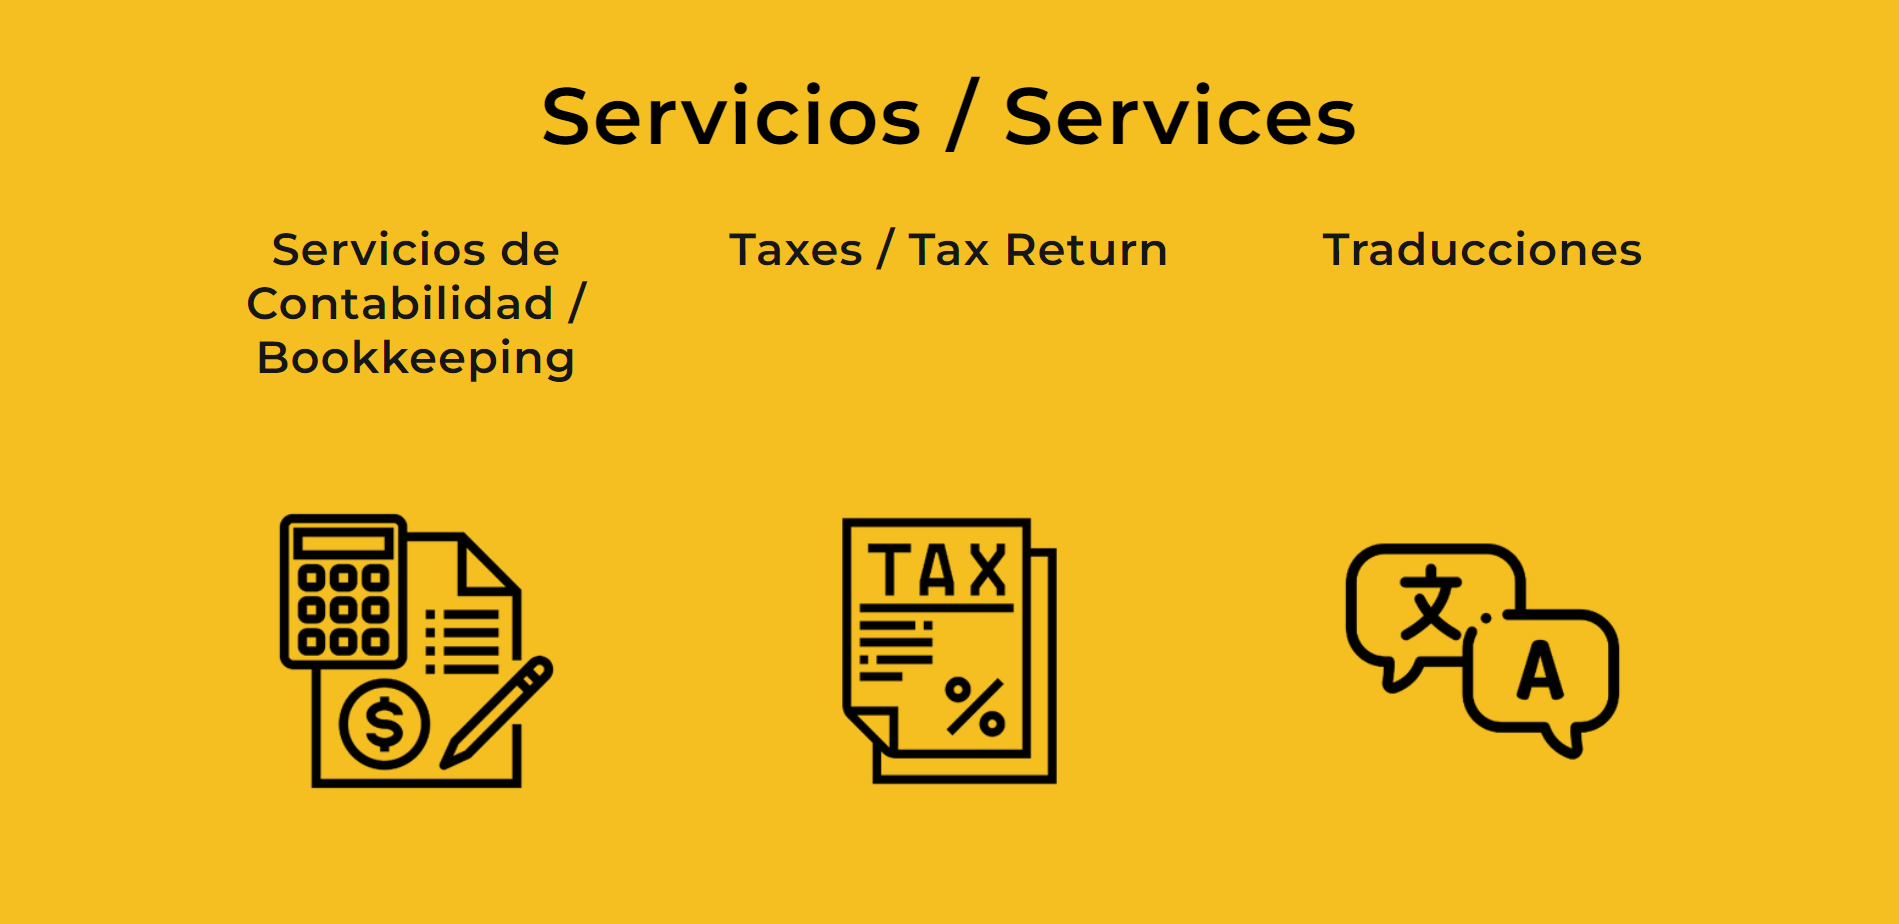 Servicios / Services
Servicios de
Contabilidad /
Bookkeeping
Taxes / Tax Return
Traducciones
$
TAX
%
文
A